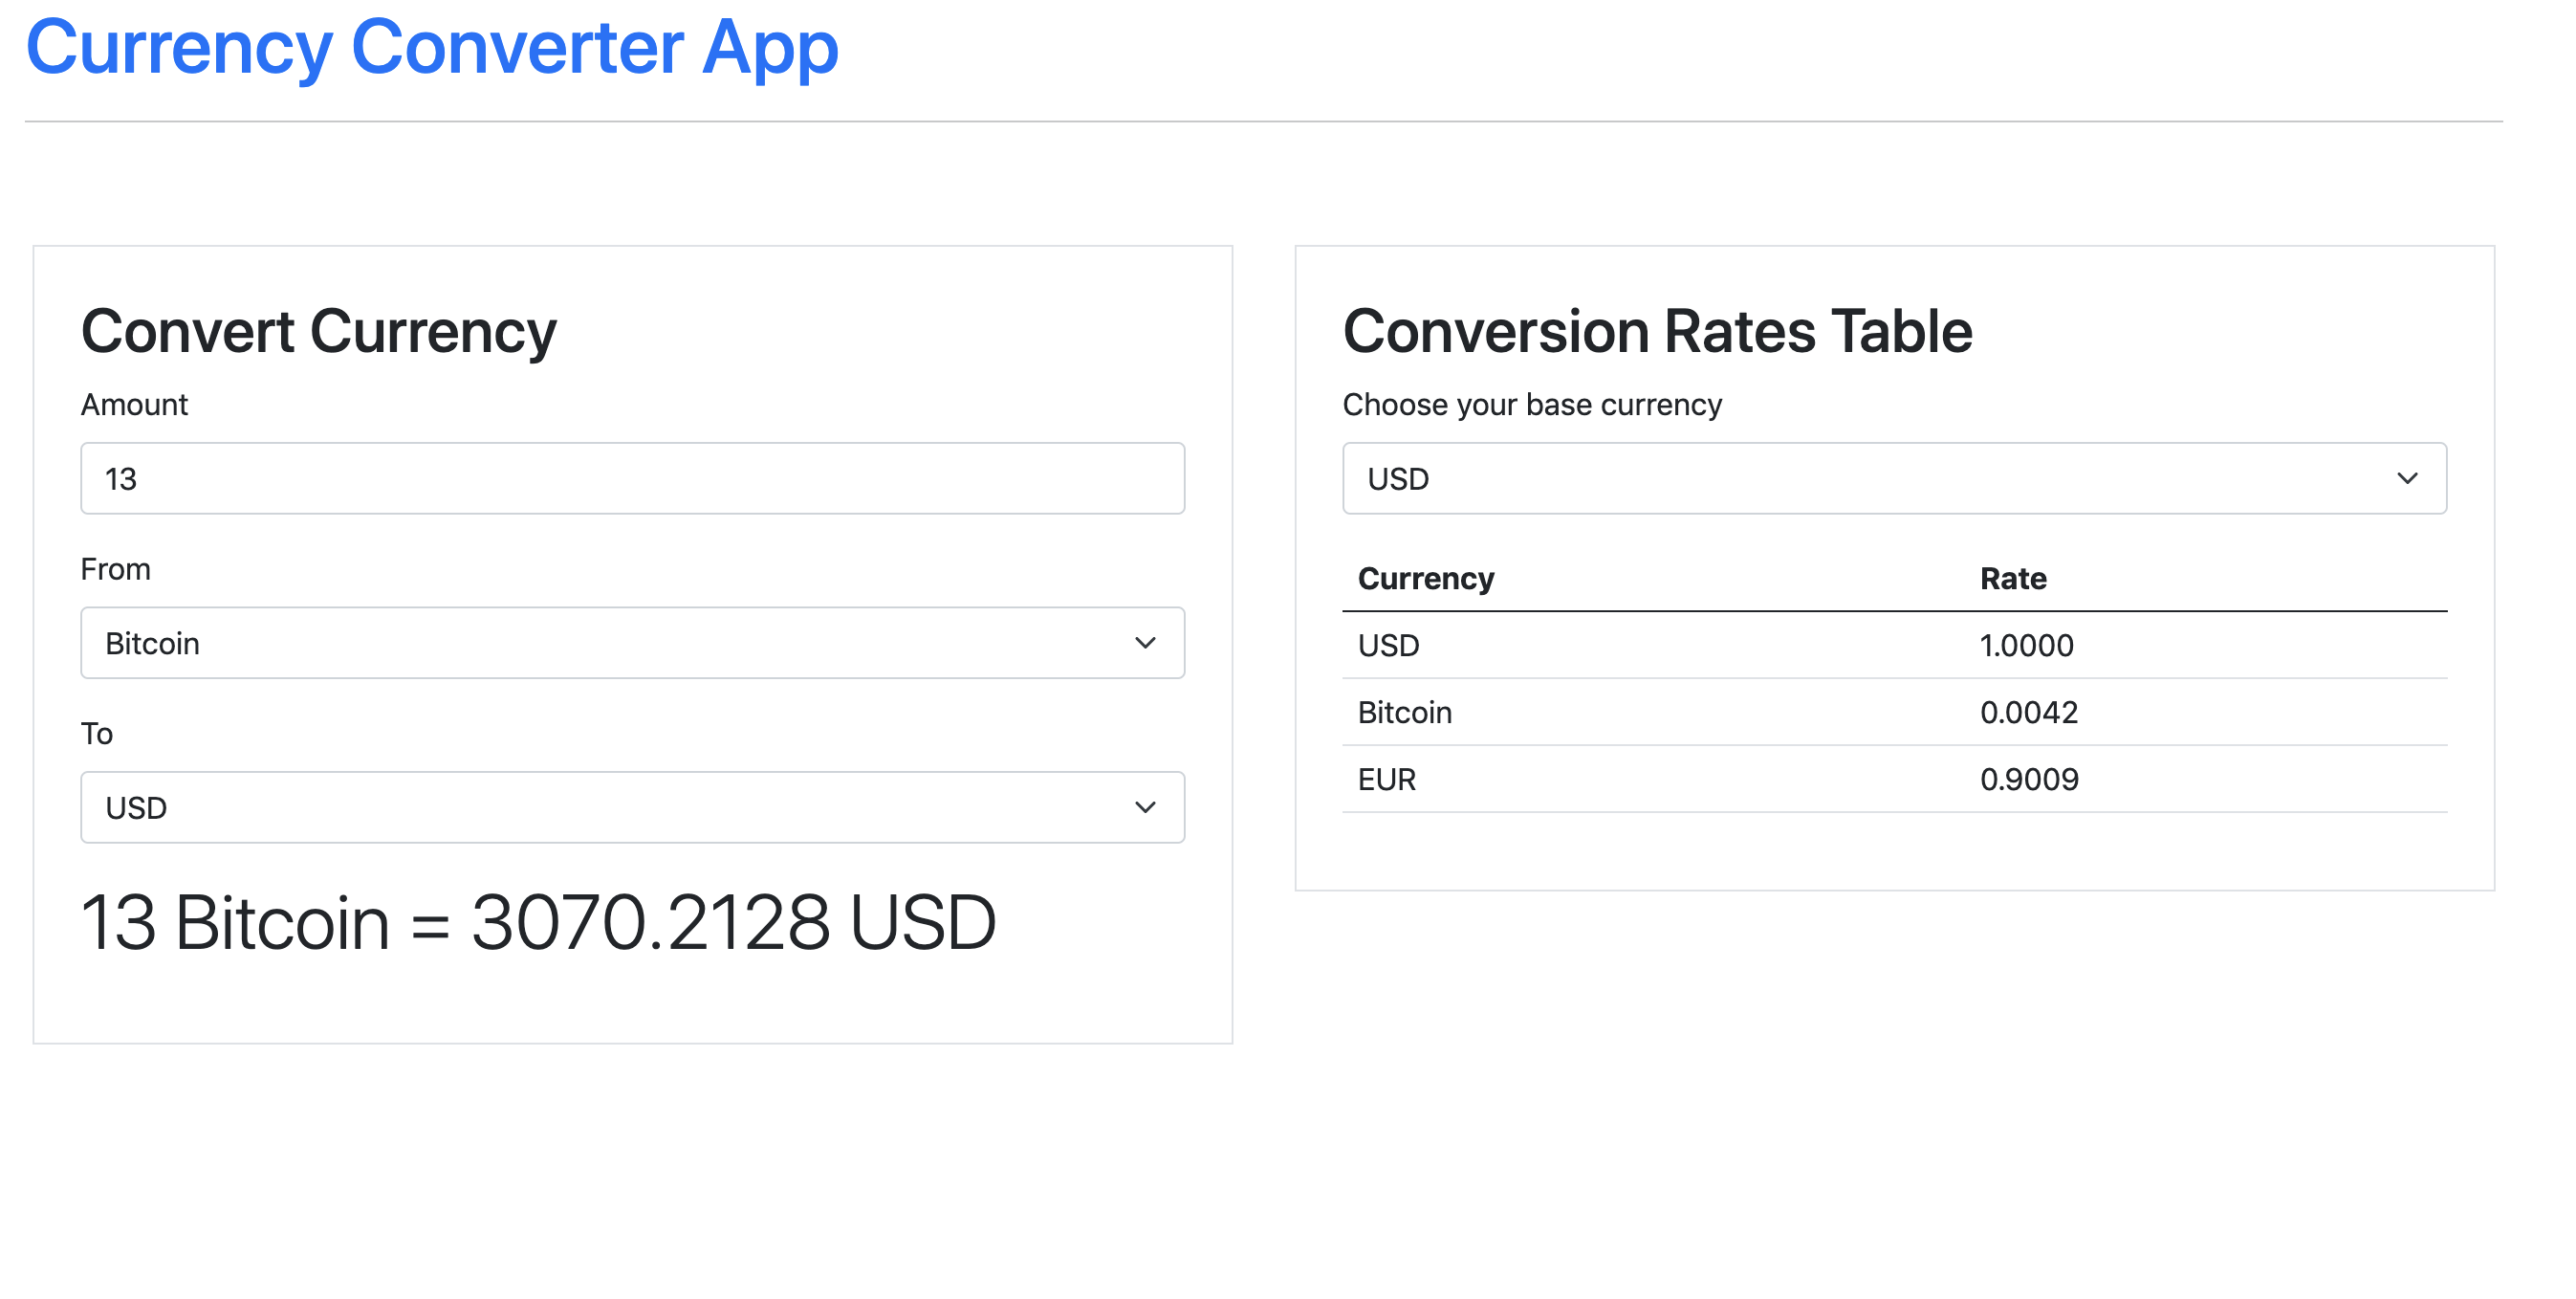 Currency Converter App
Convert Currency
Amount
13
From
Bitcoin
To
USD
13 Bitcoin = 3070.2128 USD
Conversion Rates Table
Choose your base currency
USD
Currency Rate
USD 1.0000
Bitcoin 0.0042
EUR 0.9009